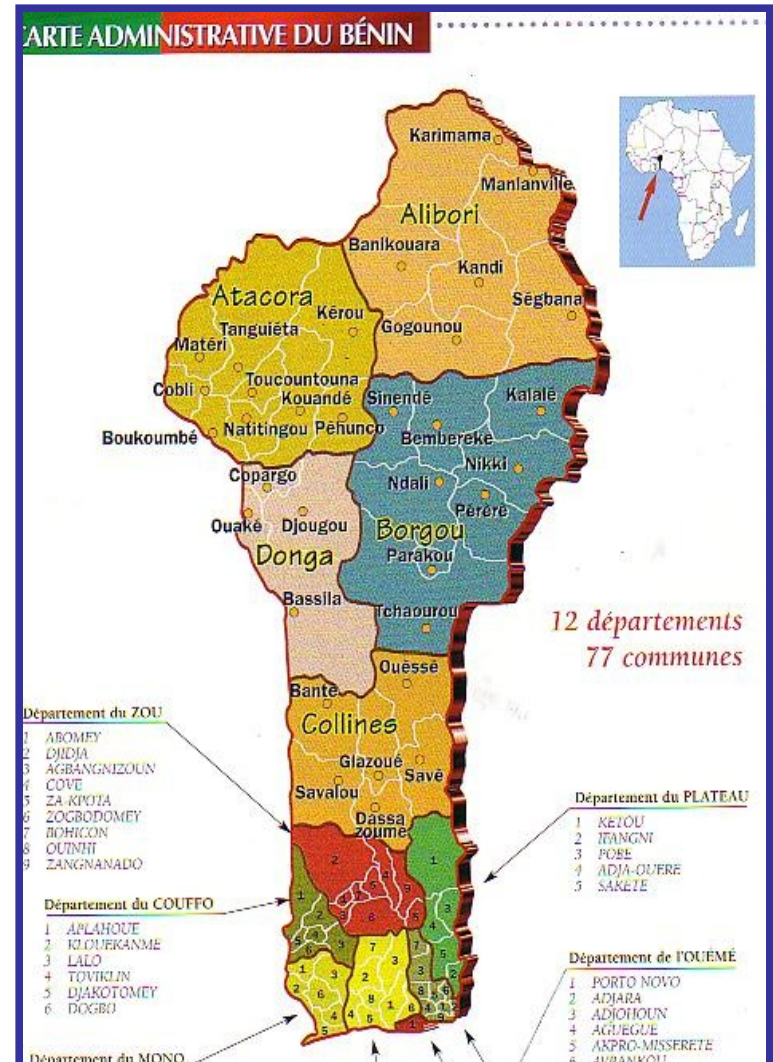 CARTE ADMINISTRATIVE DU BÉNIN
Karimama
Manlanville
Alibori
Banikouara
Kandi
Ségbana
Gogounou
Atacora
Kérou
Tanguiéta
Matéri
Cobli
Toucountouna
Kouandé
Boukoumbé
Natitingou
Péhunco
Sinendé
Kalalé
Bembereke
Nikki
Ndali
Pèrèrè
Borgou
Parakou
Tchaourou
Copargo
Ouaké
Djougou
Donga
Bassila
12 départements
77 communes
Ouèssé
Bantè
Collines
Glazoué
Savè
Savalou
Dassa
zoumé
Département du ZOU
1 ABOMEY
2 DJIDJA
3 AGBANGNIZOUN
4 COVE
5 ZA-KPOTA
6 ZOGBODOMEY
7 BOHICON
8 OUINHI
9 ZANGNANADO
Département du COUFFO
1 APLAHOUE
2 KLOUEKANME
3 LALO
4 TOVIKLIN
5 DJAKOTOMEY
6 DOGBO
Département du MONO
Département du PLATEAU
1 KETOU
2 IFANGNI
3 POBE
4 ADJA-OUERE
5 SAKETE
Département de l'OUÉMÉ
1 PORTO NOVO
2 ADJARA
3 ADJOHOUN
4 AGUEGUE
5 AKPRO-MISSERETE